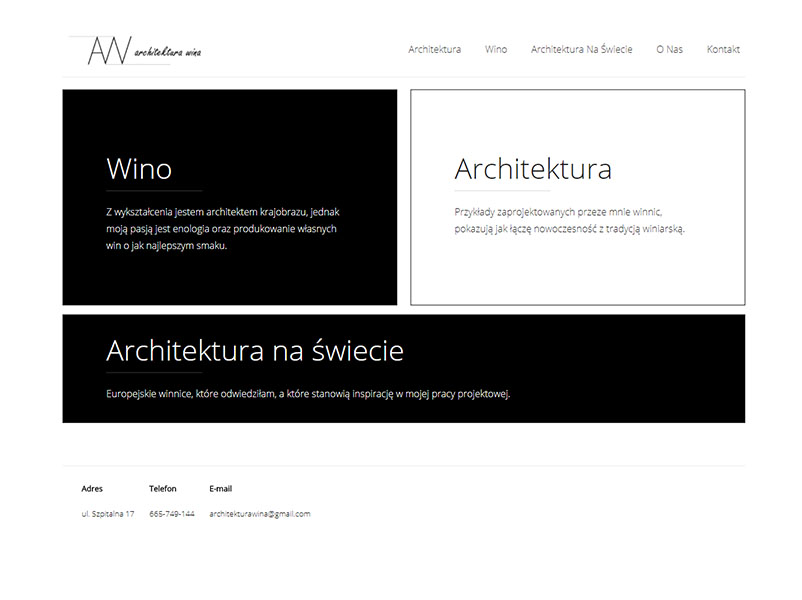 AW architektura wina
Architektura Wino Architektura Na Świecie O Nas Kontakt
Wino
Z wykształcenia jestem architektem krajobrazu, jednak
moją pasją jest enologia oraz produkowanie własnych
win o jak najlepszym smaku.
Architektura
Przykłady zaprojektowanych przeze mnie winnic,
pokazują jak łączę nowoczesność z tradycją winiarską.
Architektura na świecie
Europejskie winnice, które odwiedziłam, a które stanowią inspirację w mojej pracy projektowej.
Adres Telefon E-mail
ul. Szpitalna 17 665-749-144 architekturawina@gmail.com